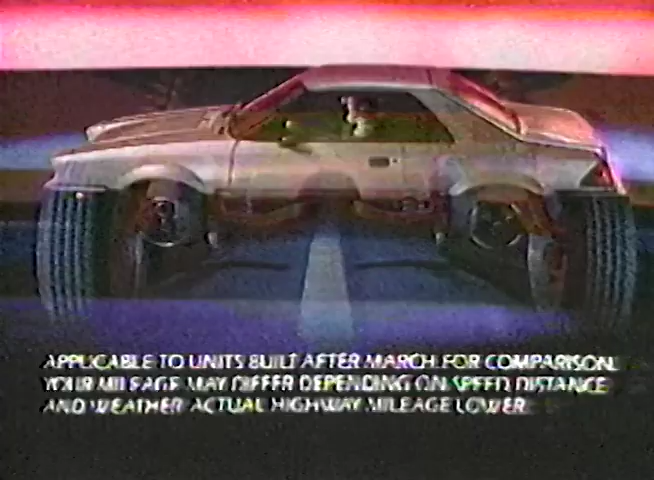 APPLICABLE TO UNITS BUILT AFTER MARCH. FOR COMPARISON.
YOUR MILEAGE MAY DIFFER DEPENDING ON SPEED, DISTANCE
AND WEATHER. ACTUAL HIGHWAY MILEAGE LOWER.